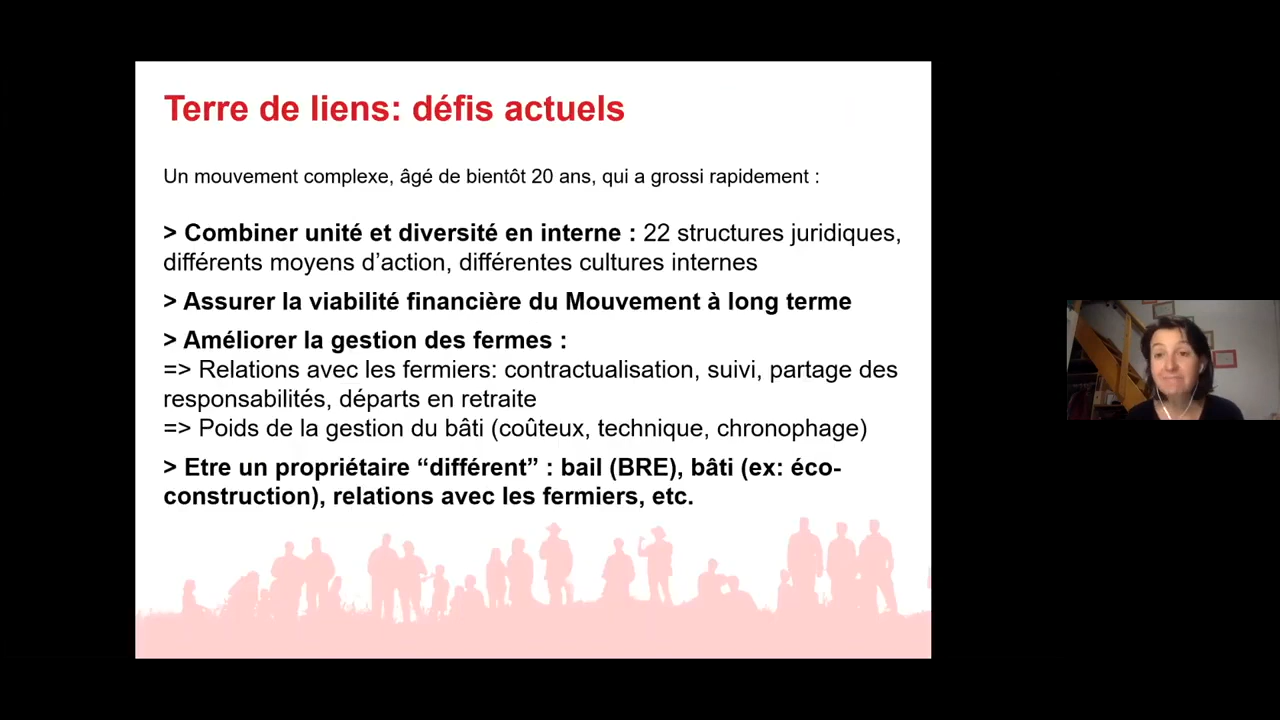 Terre de liens: défis actuels
Un mouvement complexe, âgé de bientôt 20 ans, qui a grossi rapidement :
> Combiner unité et diversité en interne : 22 structures juridiques,
différents moyens d’action, différentes cultures internes
> Assurer la viabilité financière du Mouvement à long terme
> Améliorer la gestion des fermes :
=> Relations avec les fermiers: contractualisation, suivi, partage des
responsabilités, départs en retraite
=> Poids de la gestion du bâti (coûteux, technique, chronophage)
> Etre un propriétaire “différent” : bail (BRE), bâti (ex: éco-
construction), relations avec les fermiers, etc.